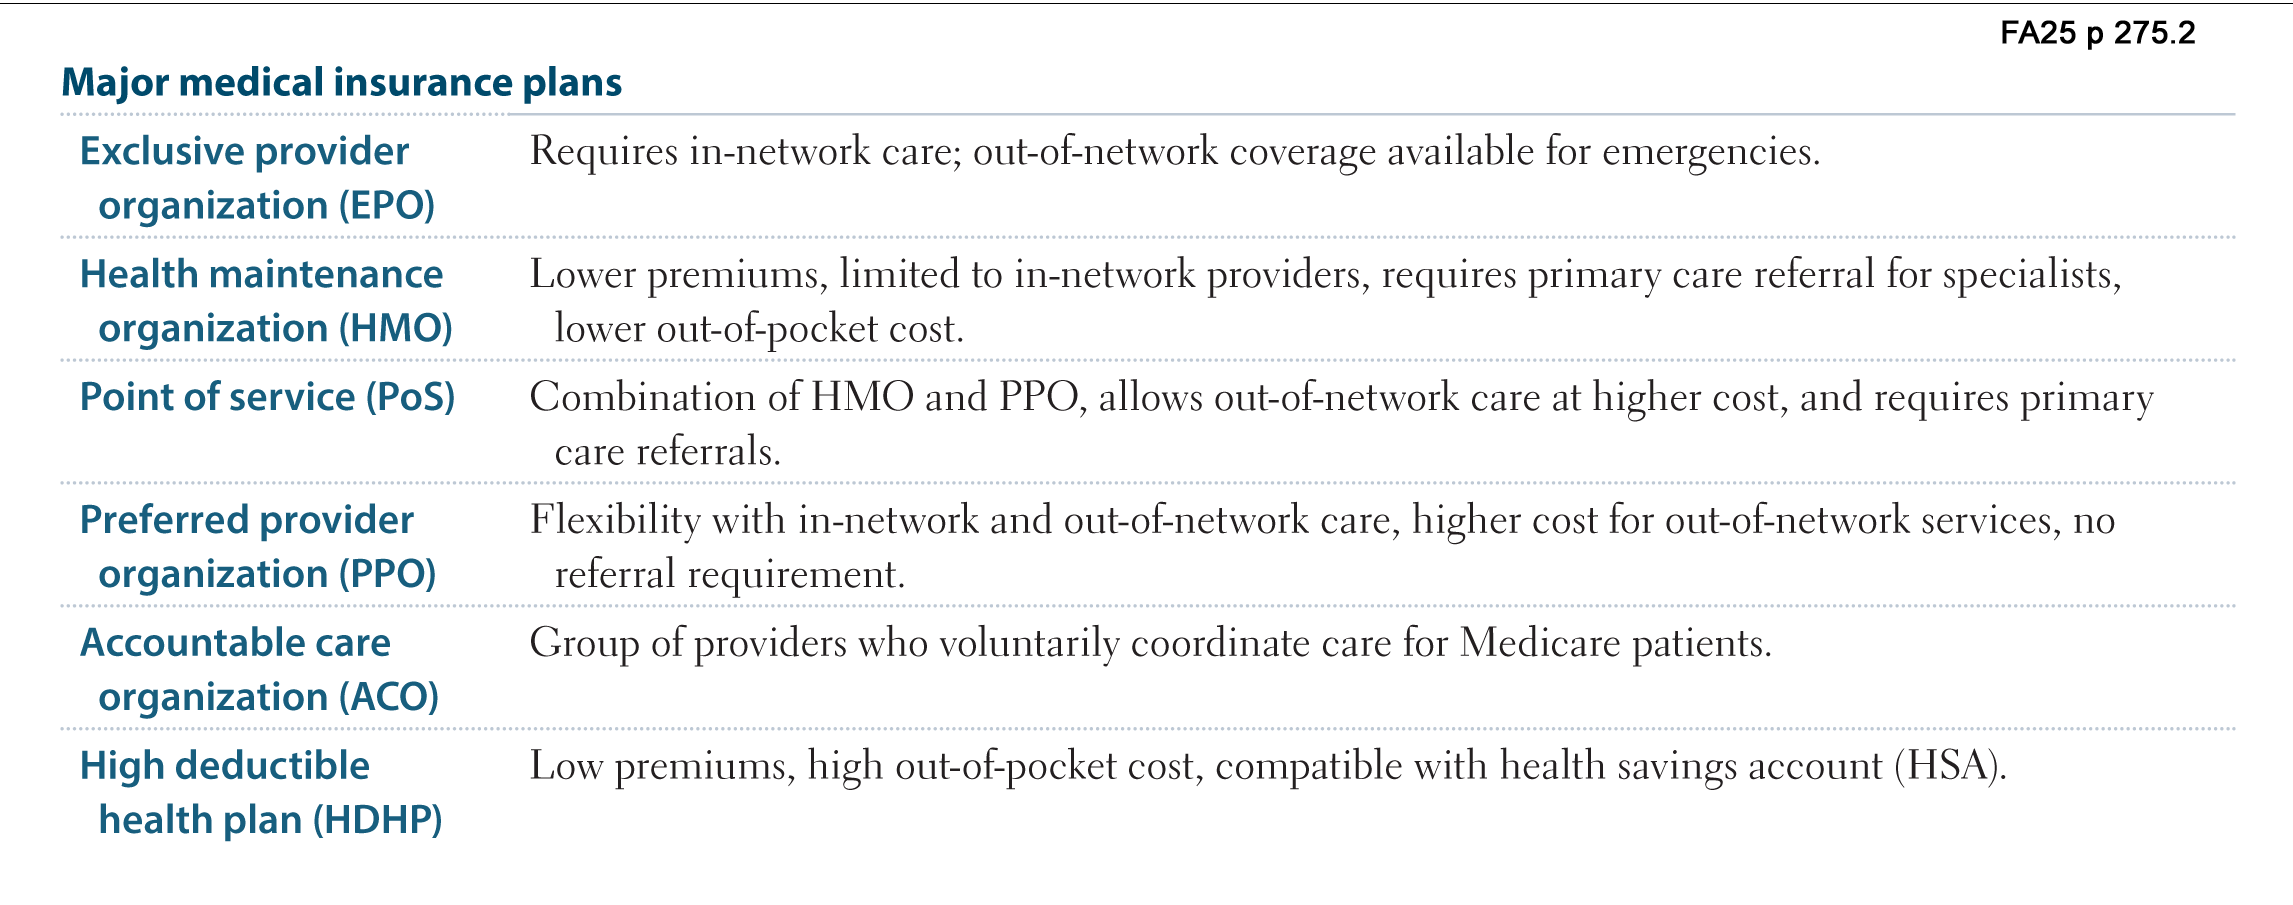 FA25 p 275.2
Major medical insurance plans
Exclusive provider
organization (EPO)
Requires in-network care; out-of-network coverage available for emergencies.
Health maintenance
organization (HMO)
Lower premiums, limited to in-network providers, requires primary care referral for specialists,
lower out-of-pocket cost.
Point of service (PoS)
Combination of HMO and PPO, allows out-of-network care at higher cost, and requires primary
care referrals.
Preferred provider
organization (PPO)
Flexibility with in-network and out-of-network care, higher cost for out-of-network services, no
referral requirement.
Accountable care
organization (ACO)
Group of providers who voluntarily coordinate care for Medicare patients.
High deductible
health plan (HDHP)
Low premiums, high out-of-pocket cost, compatible with health savings account (HSA).